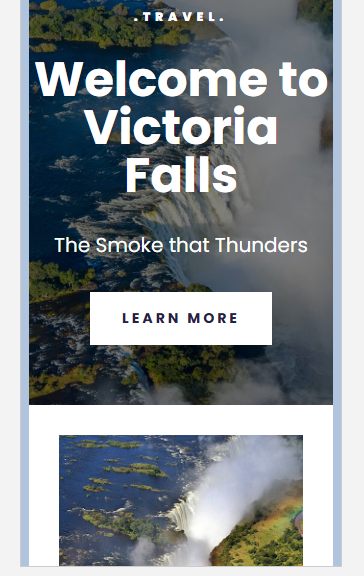 .TRAVEL.
Welcome to
Victoria
Falls
The Smoke that Thunders
LEARN MORE